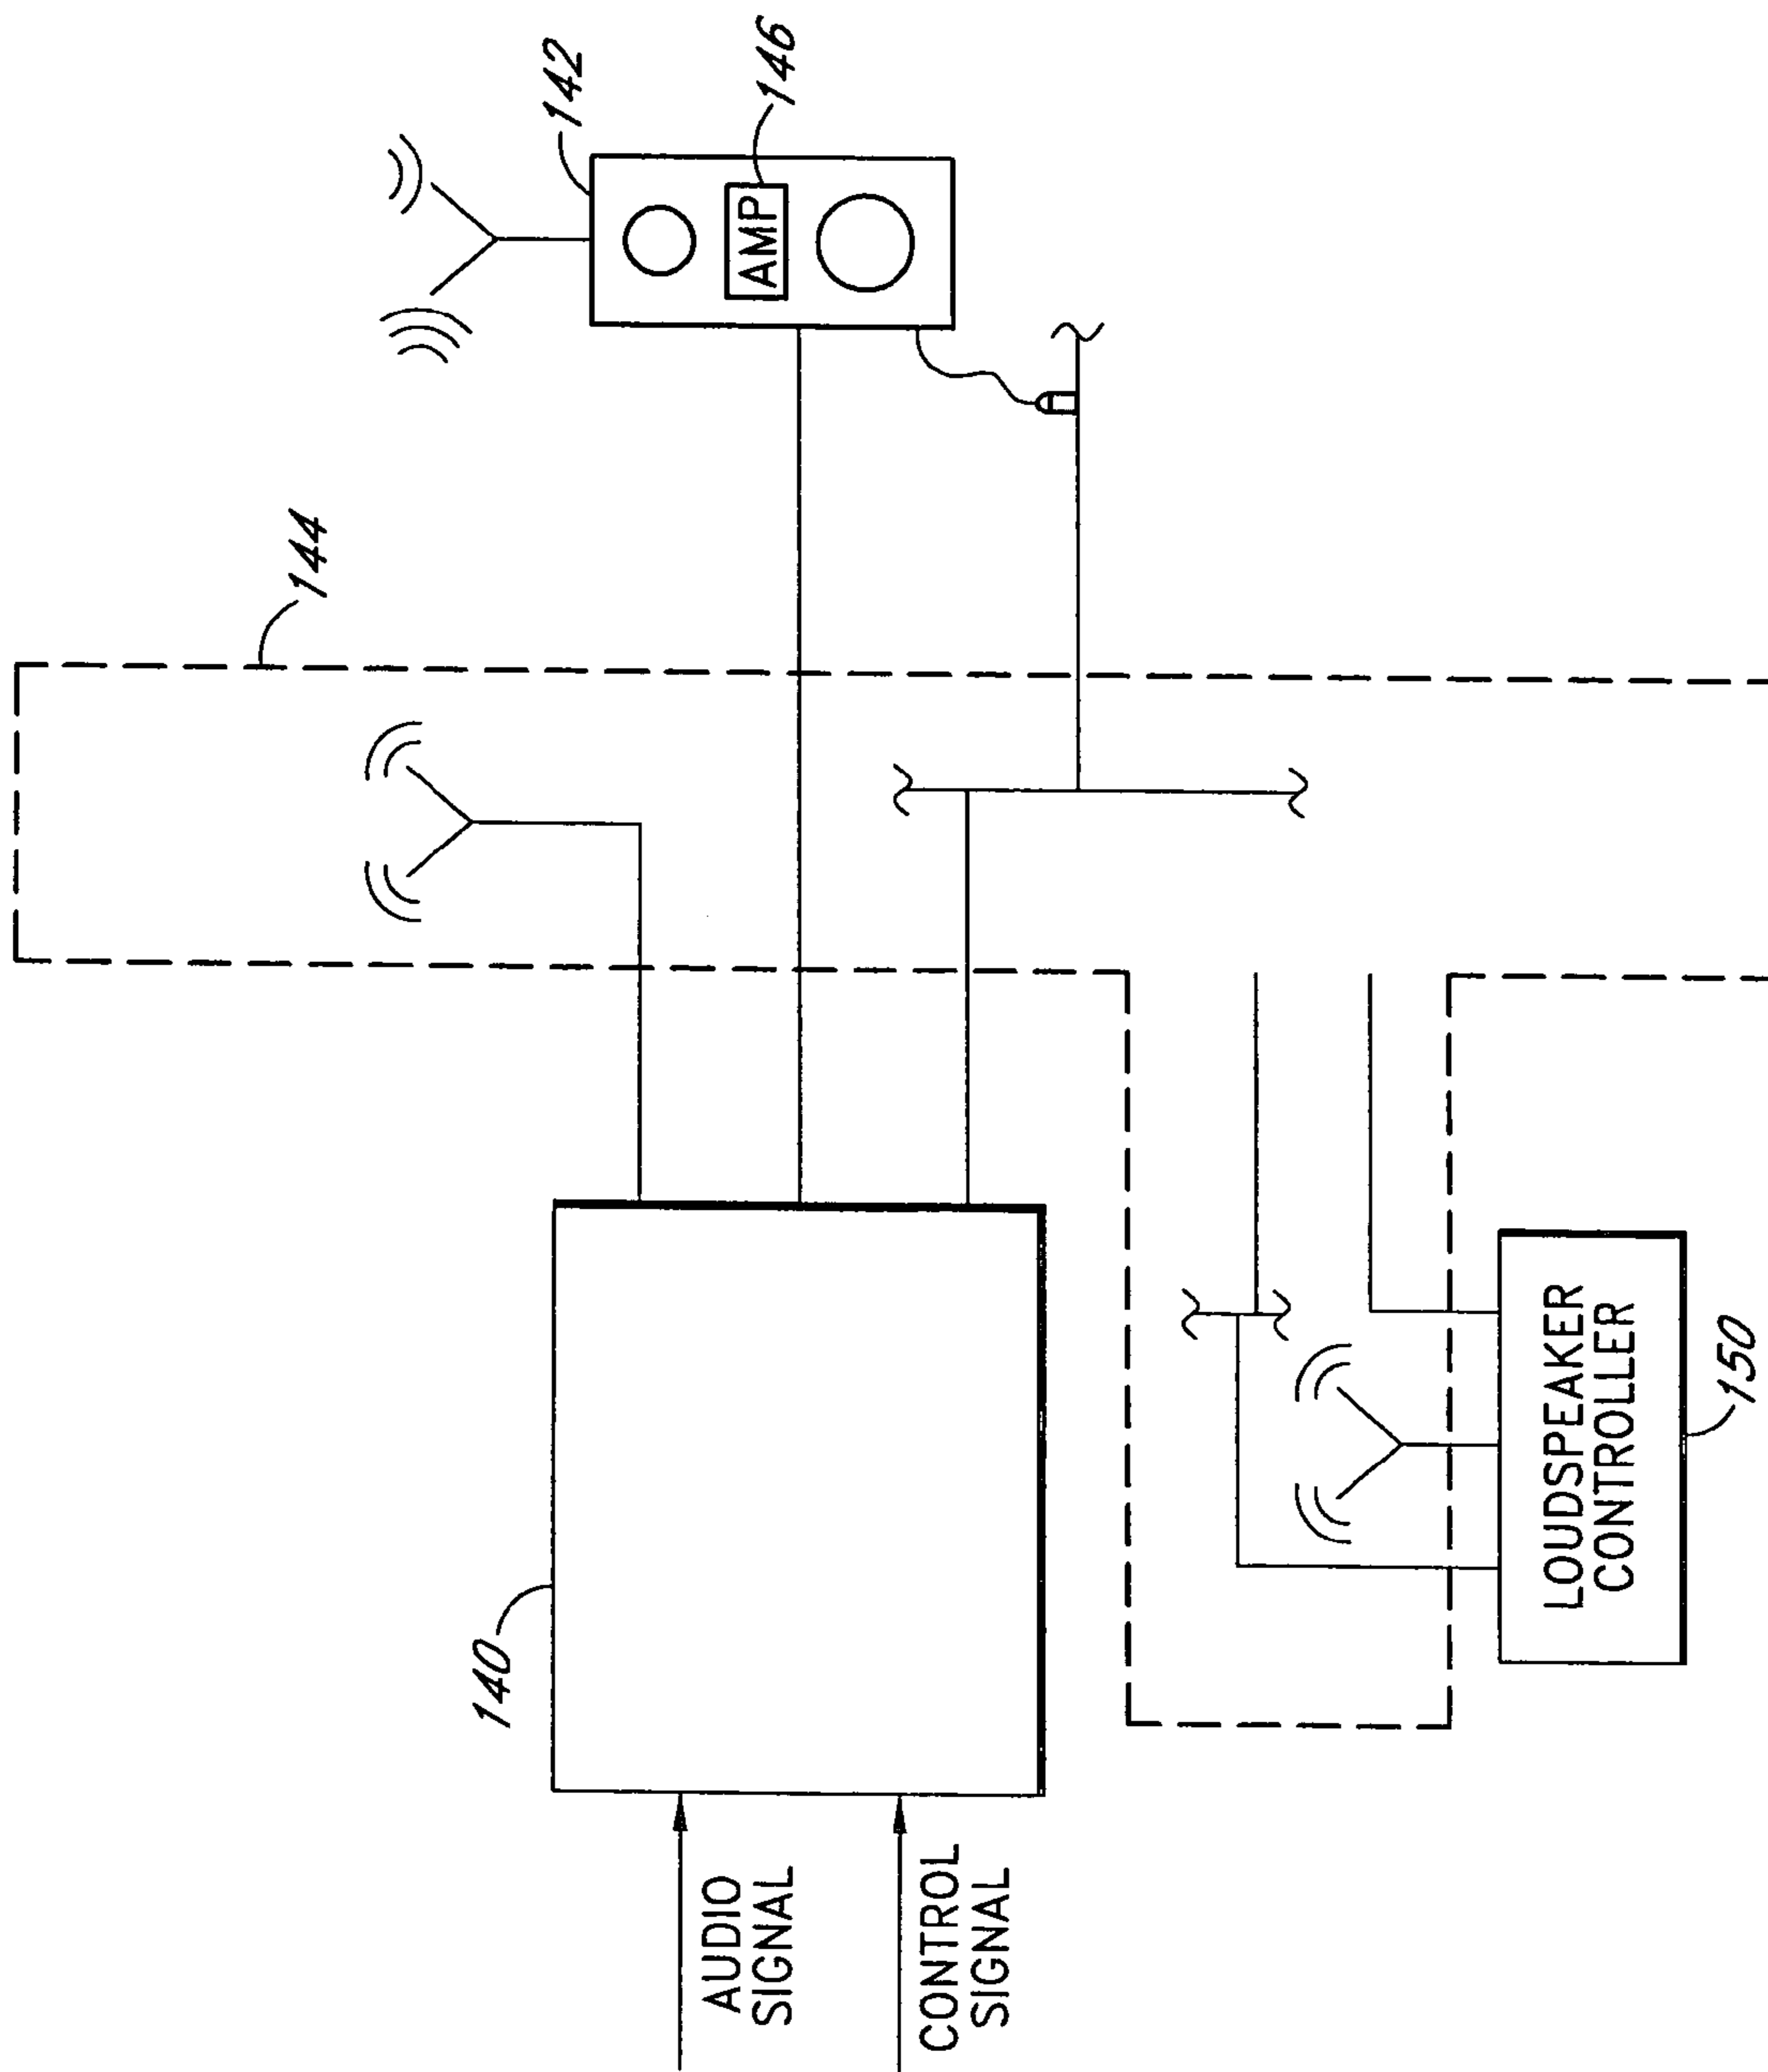 AUDIO
SIGNAL
CONTROL
SIGNAL
140
144
142
AMP
146
LOUDSPEAKER
CONTROLLER
150